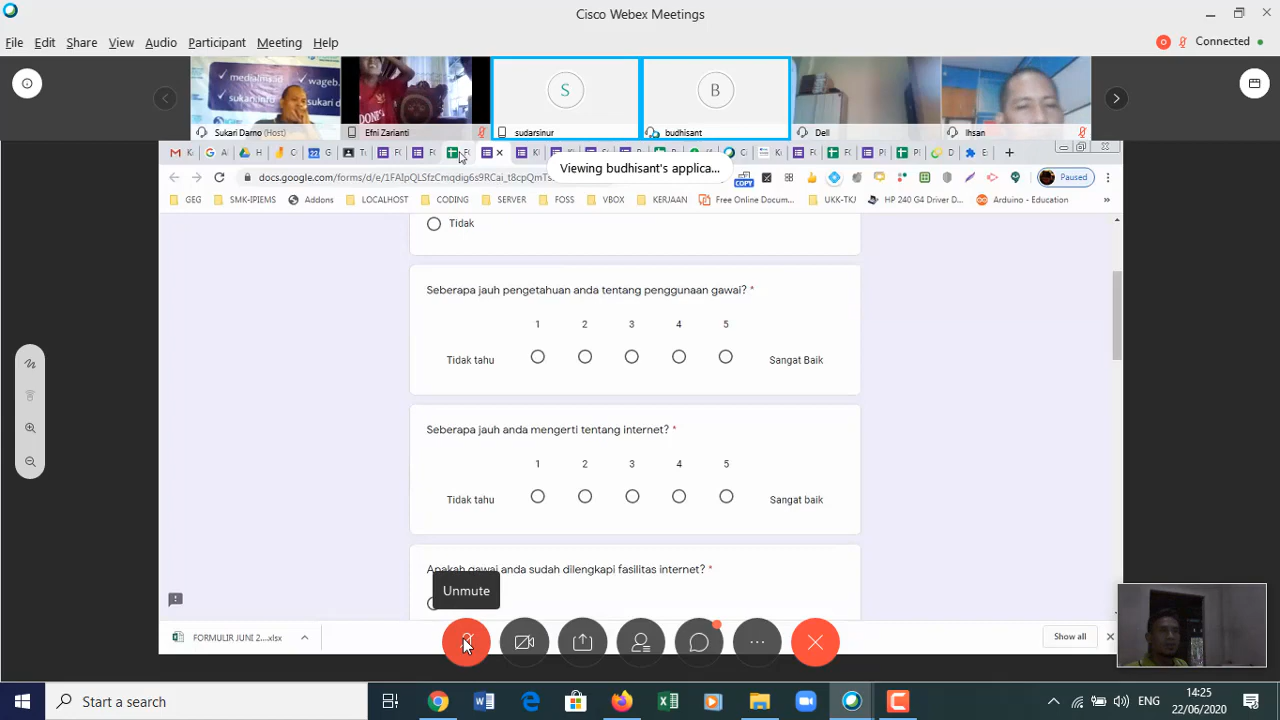 Cisco Webex Meetings
File Edit Share View Audio Participant Meeting Help
Connected
medialmu.g
wageb.
sukari d
Sukari Darno (Host)
Efni Zarianti
S
sudarsinur
B
budhisant
Dell
Ihsan
Viewing budhisant's applica...
docs.google.com/forms/d/e/
COPY
Paused
GEG SMK-IPIEMS Addons LOCALHOST CODING SERVER FOSS VBOX KERJAAN Free Online Docum... UKK-TKJ HP 240 G4 Driver D... Arduino - Education »
Tidak
Seberapa jauh pengetahuan anda tentang penggunaan gawai? *
1 2 3 4 5
Tidak tahu Sangat Baik
Seberapa jauh anda mengerti tentang internet? *
1 2 3 4 5
Tidak tahu Sangat baik
Apakah gawai anda sudah dilengkapi fasilitas internet? *
Unmute
FORMULIR JUNI 2....xlsx
Show all
Start a search
ENG
14:25
22/06/2020